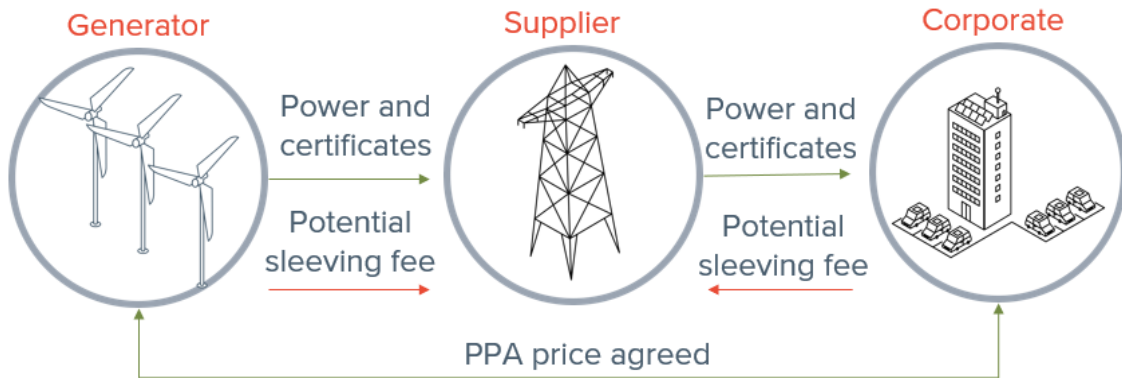 Generator
Supplier
Corporate
Power and
certificates
Power and
certificates
Potential
sleeving fee
Potential
sleeving fee
PPA price agreed